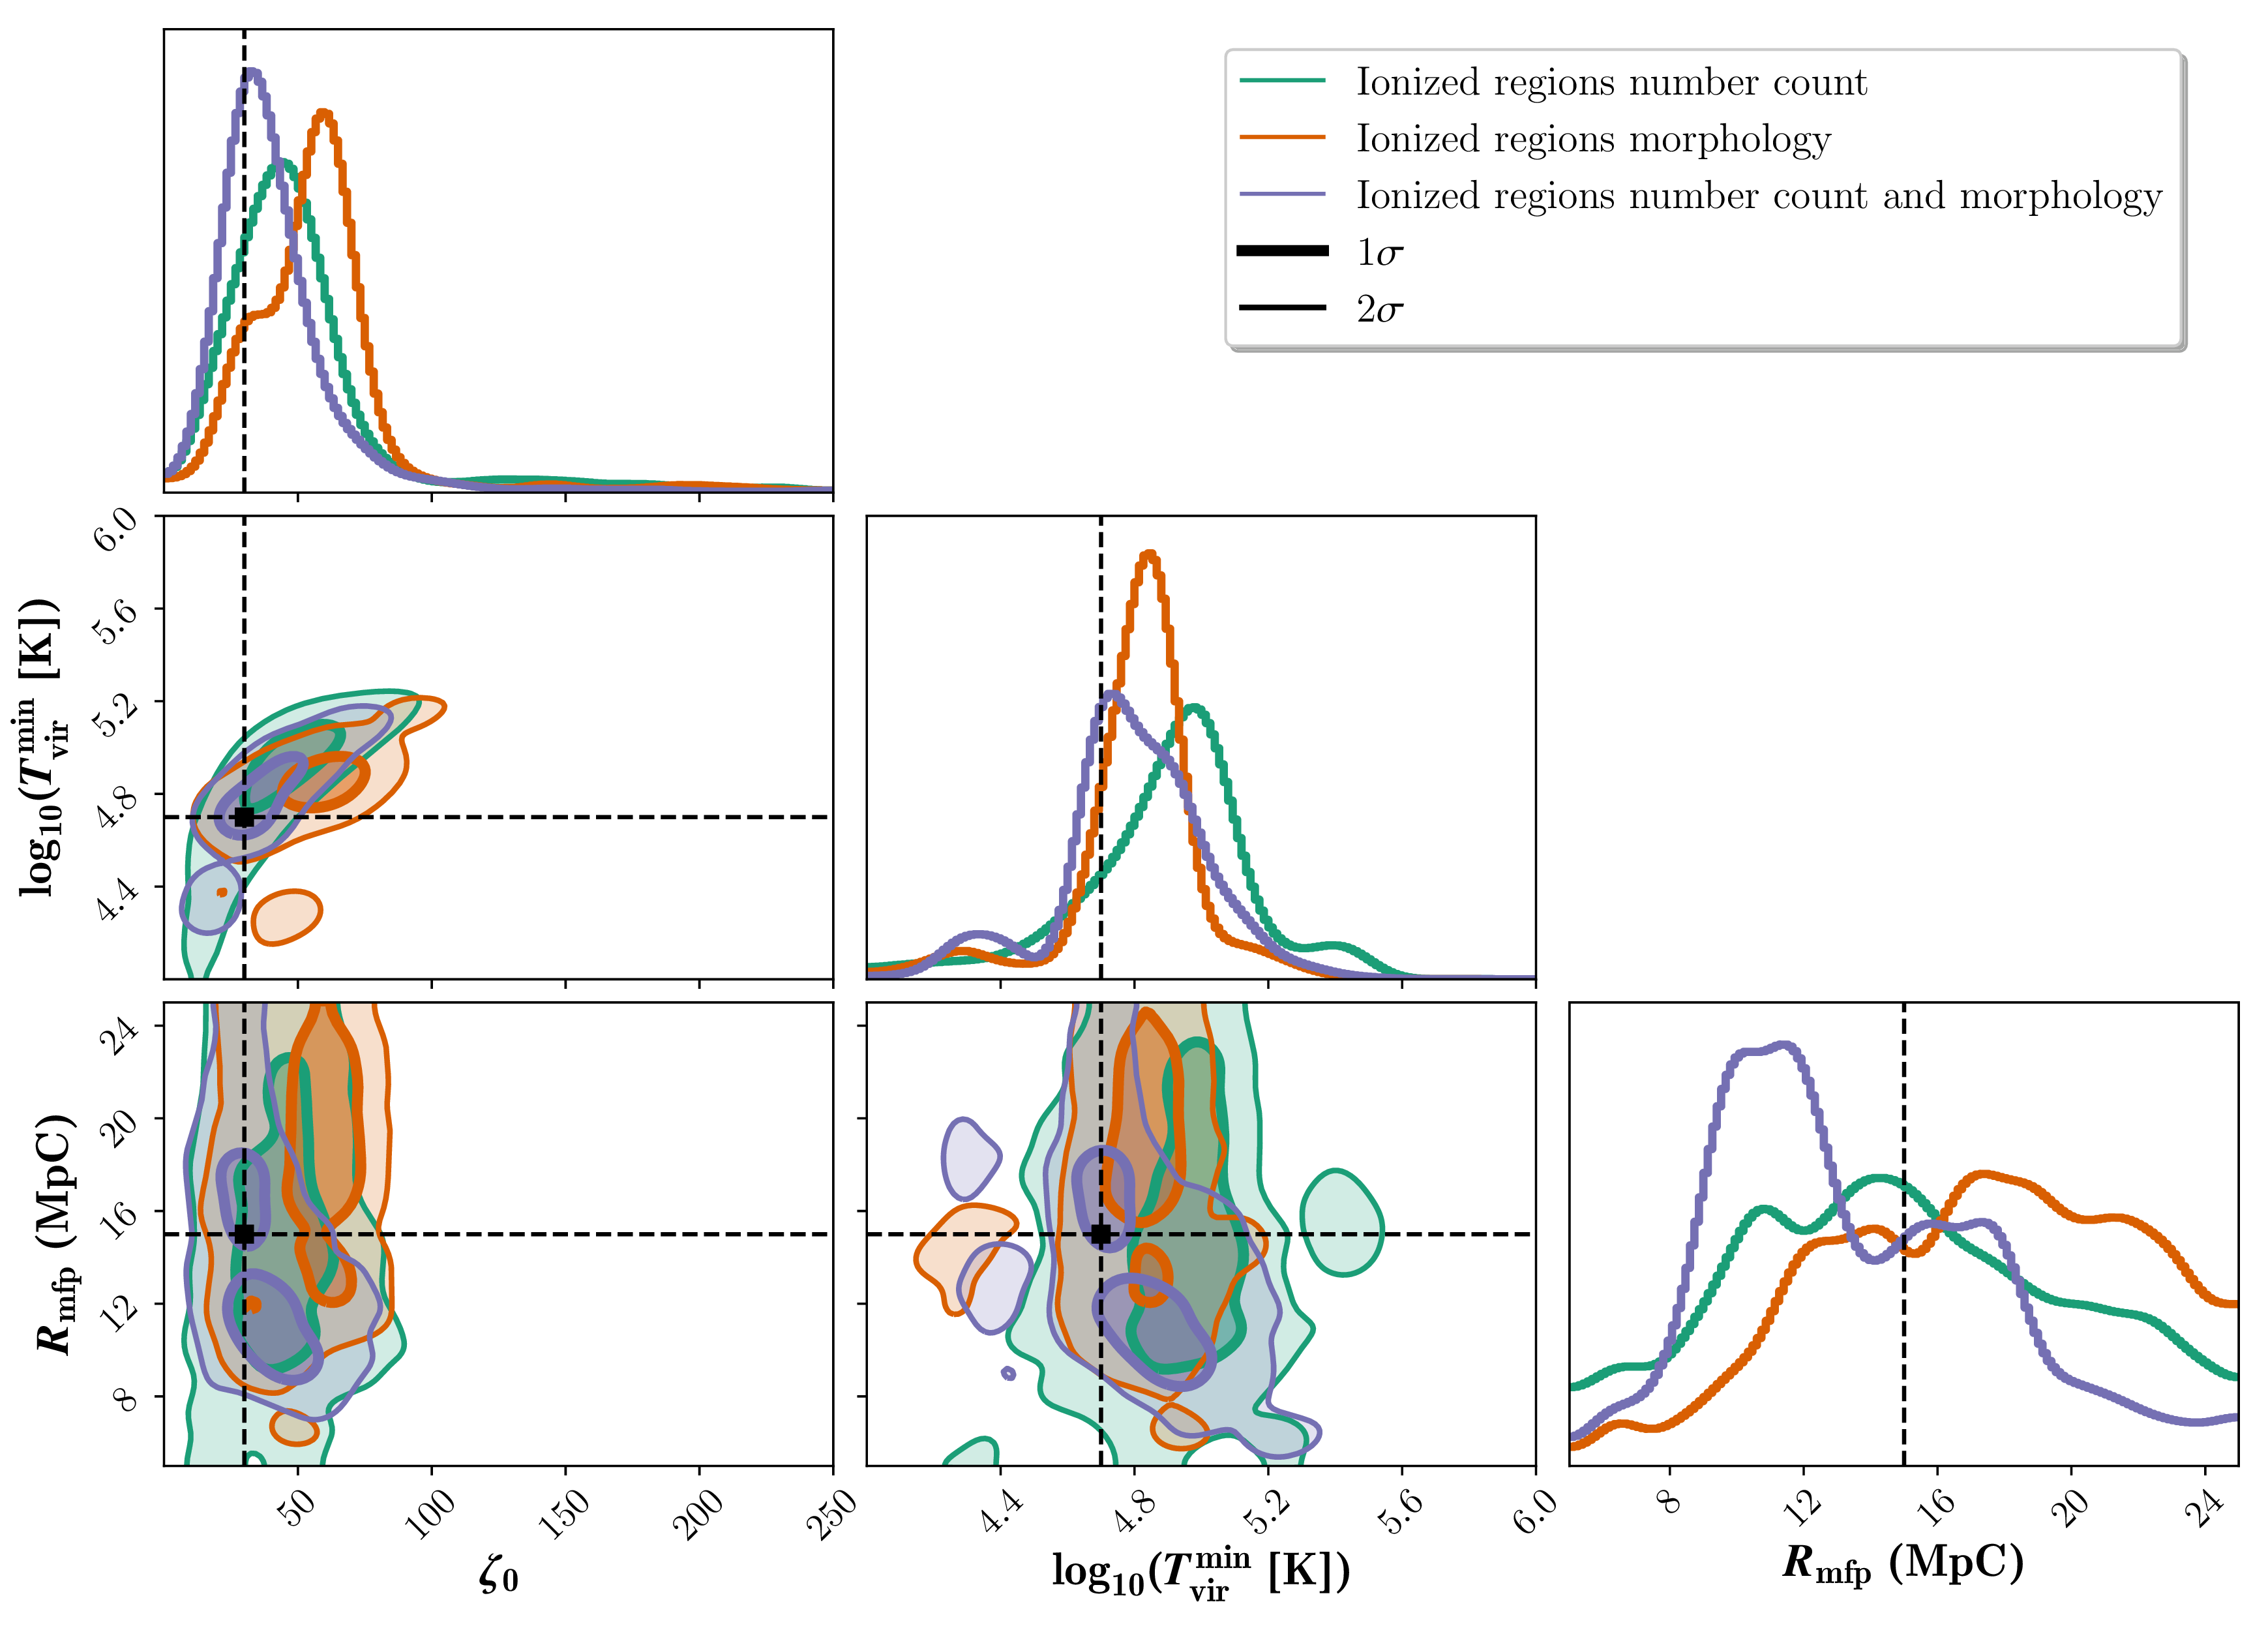 Ionized regions number count
Ionized regions morphology
Ionized regions number count and morphology
1σ
2σ
6.0
5.6
5.2
4.8
4.4
log₁₀(T_vir^min [K])
24
20
16
12
8
R_mfp (MpC)
50 100 150 200 250
ζ₀
4.4 4.8 5.2 5.6 6.0
log₁₀(T_vir^min [K])
8 12 16 20 24
R_mfp (MpC)